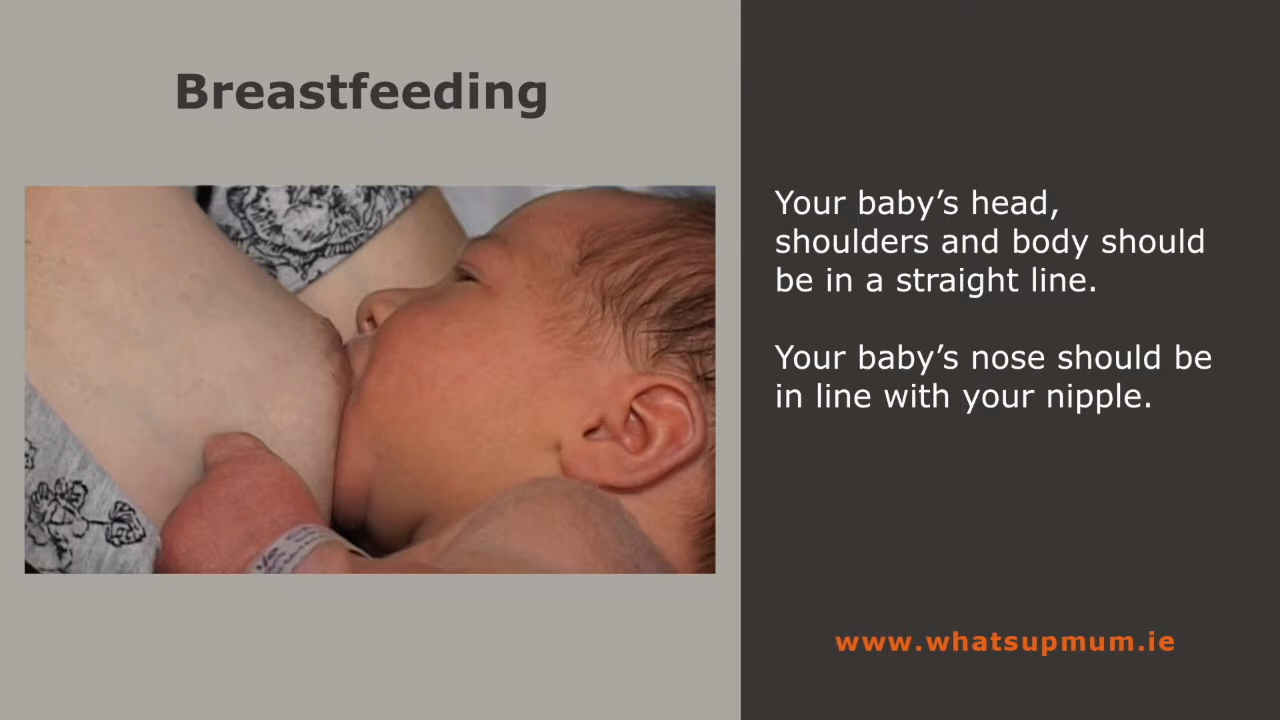 Breastfeeding
Your baby’s head,
shoulders and body should
be in a straight line.
Your baby’s nose should be
in line with your nipple.
www.whatsupmum.ie